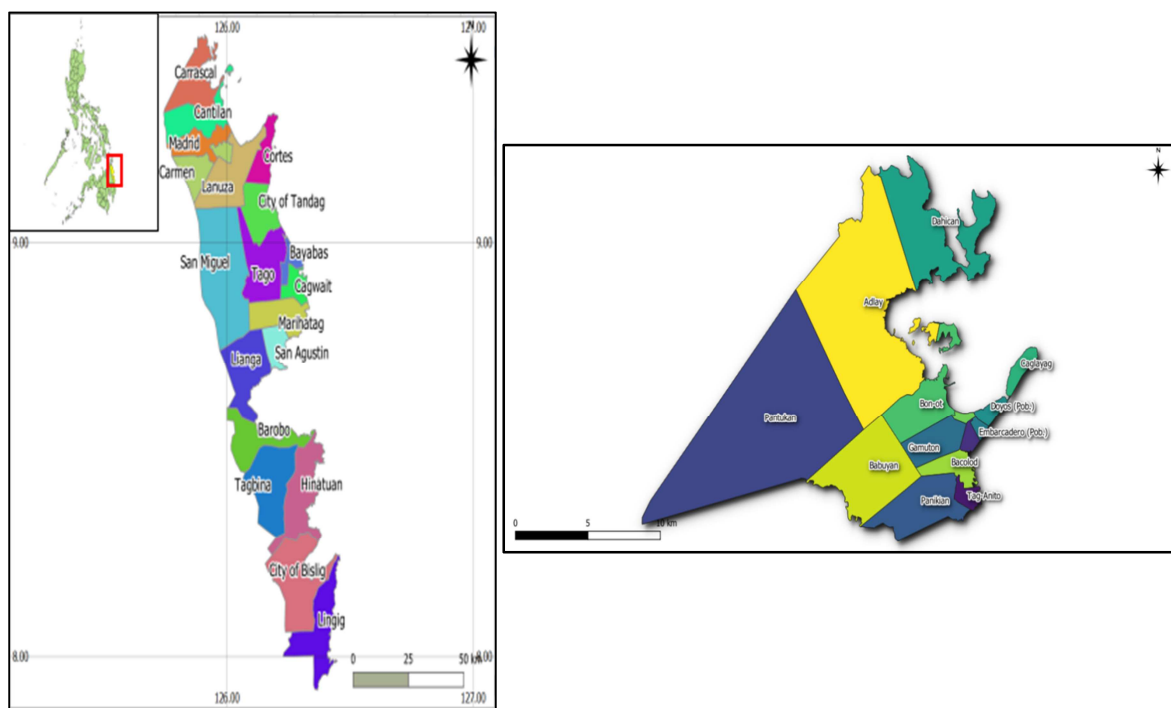 126.00
127.00
N
Carrascal
Cantilan
Madrid
Carmen
Cortes
Lanuza
City of Tandag
9.00
9.00
San Miguel
Bayabas
Tago
Cagwait
Marihatag
San Agustin
Lianga
Barobo
Tagbina
Hinatuan
City of Bislig
Lingig
8.00
8.00
0 25 50 km
126.00
127.00
N
Dahican
Adlay
Caglayag
Bon-ot
Doyos (Pob.)
Pantukan
Embarcadero (Pob.)
Gamuton
Bacolod
Babuyan
Panikian
Tag-Anito
0 5 10 km